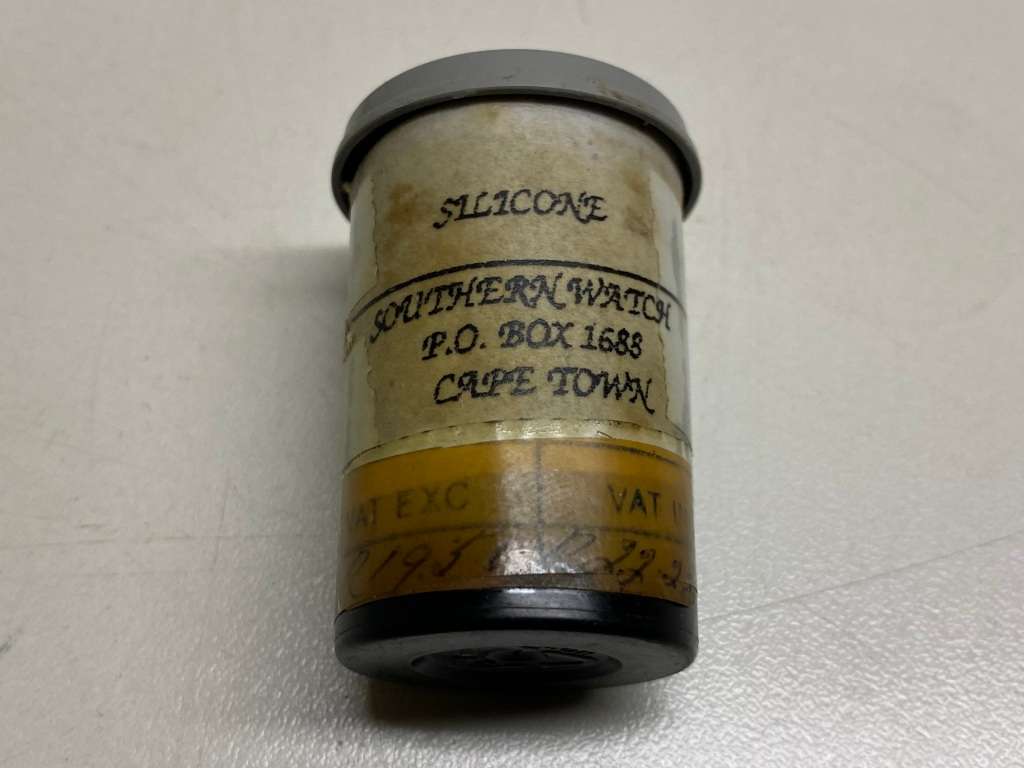 SILICONE
SOUTHERN WATCH
P.O. BOX 1688
CAPE TOWN
VAT EXC VAT